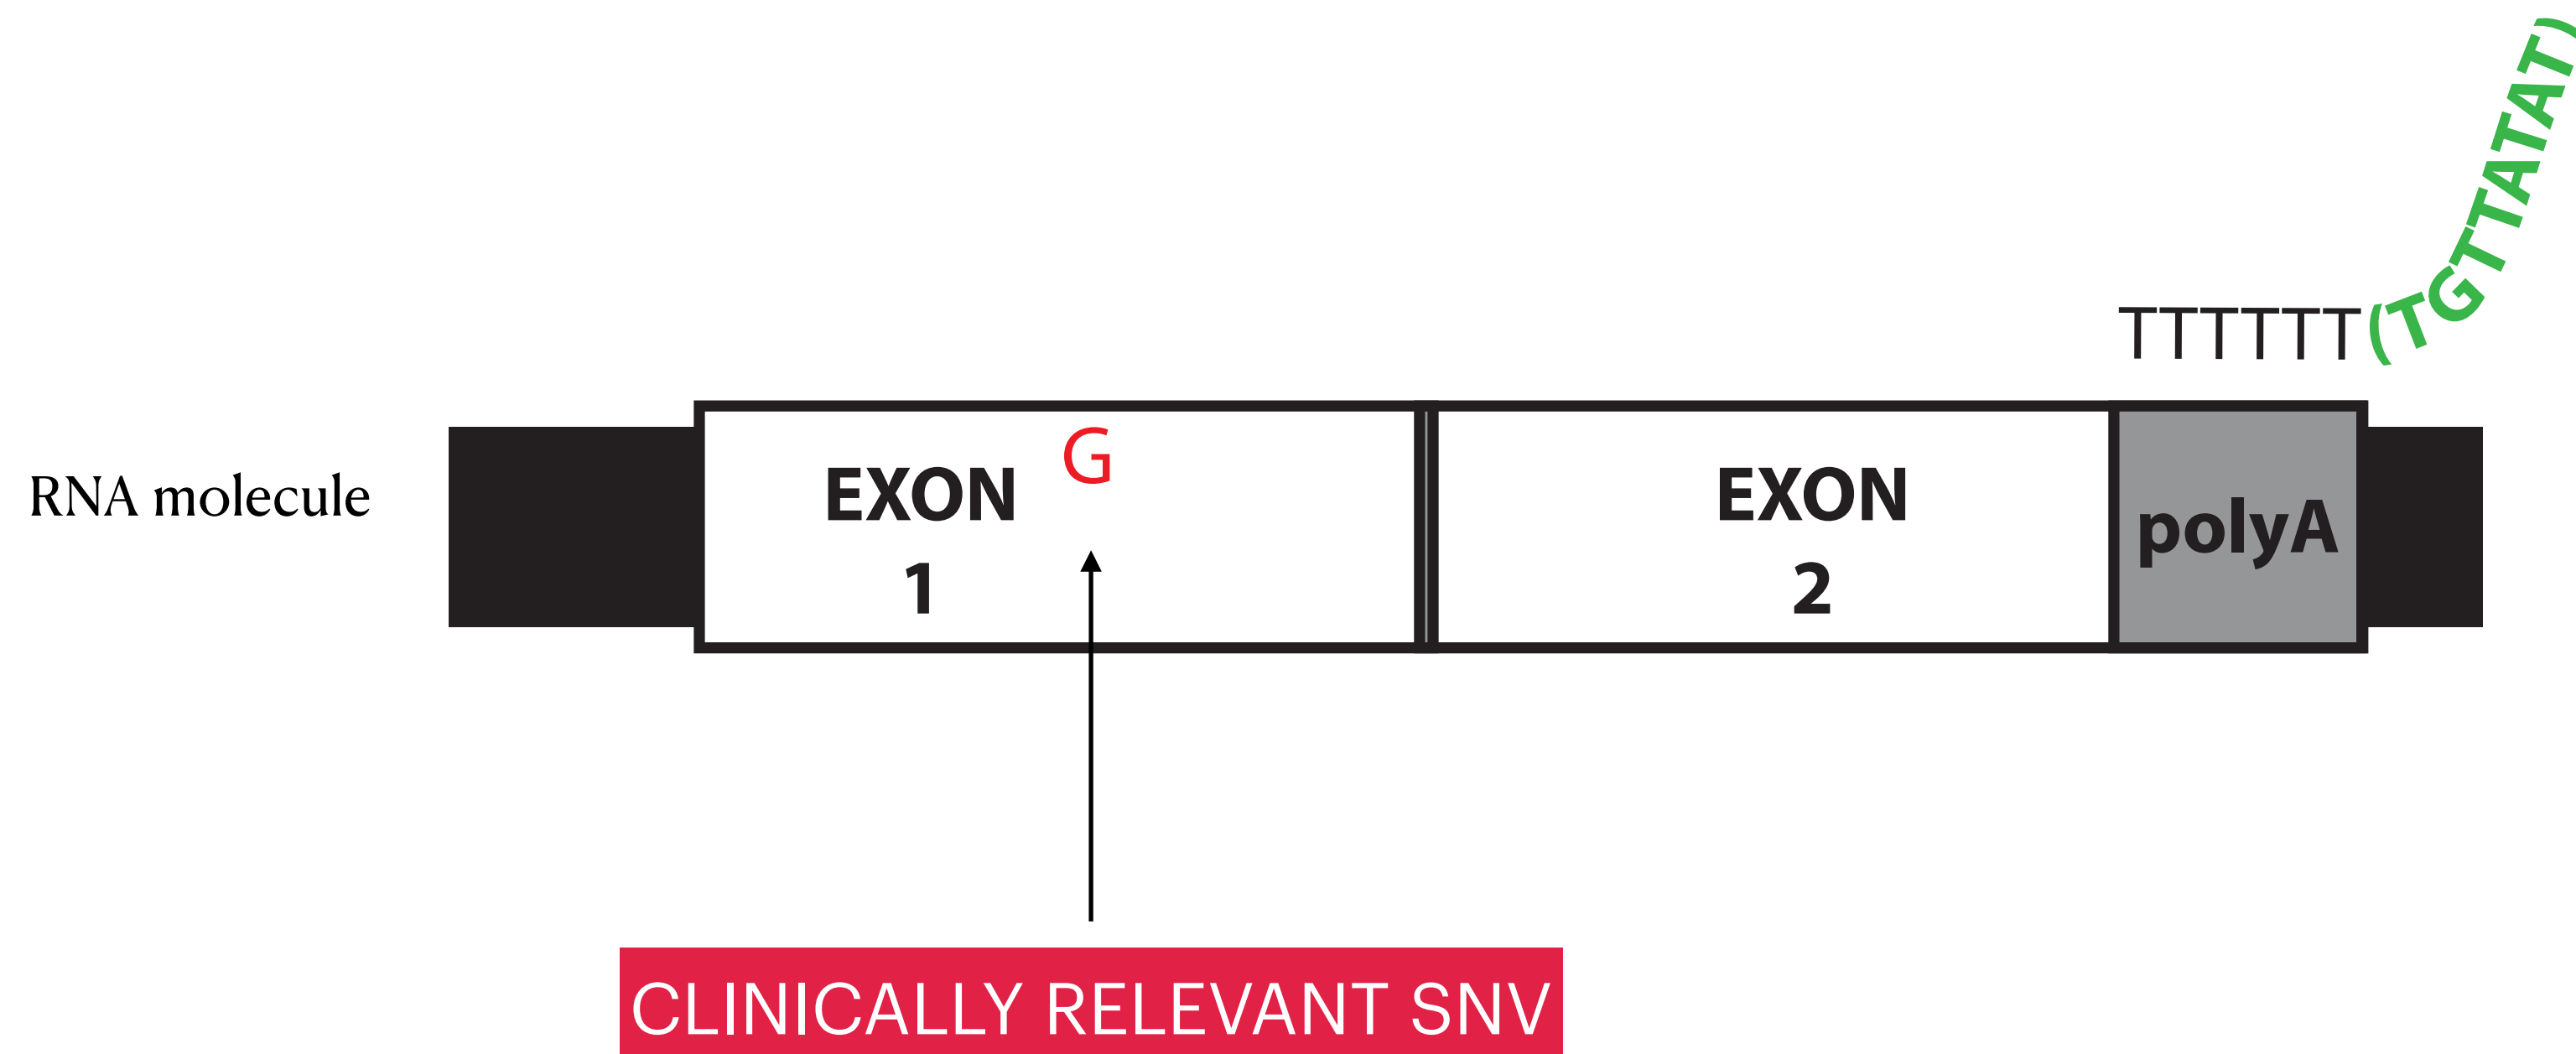 (TGTTATAT)
TTTTTT
RNA molecule
EXON
1
G
EXON
2
polyA
CLINICALLY RELEVANT SNV